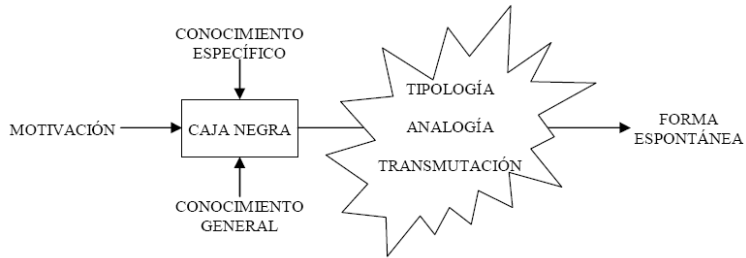 CONOCIMIENTO
ESPECÍFICO
MOTIVACIÓN
CAJA NEGRA
CONOCIMIENTO
GENERAL
TIPOLOGÍA
ANALOGÍA
TRANSMUTACIÓN
FORMA
ESPONTÁNEA